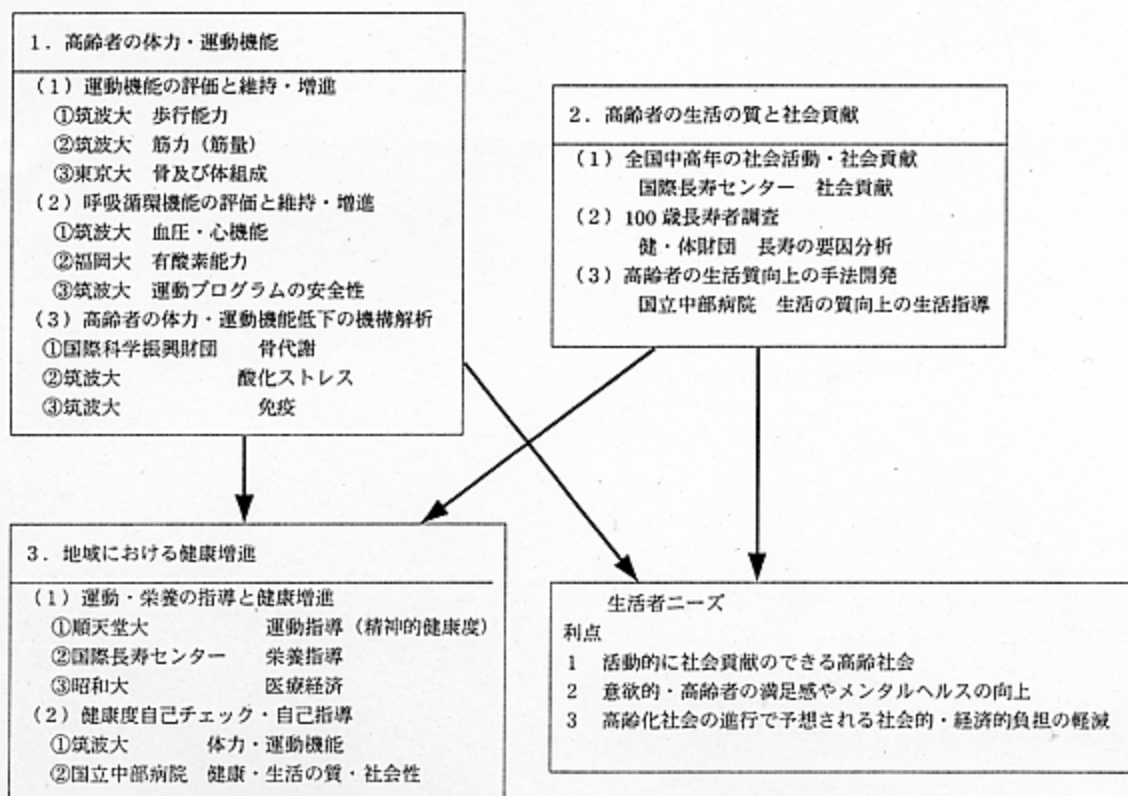 1．高齢者の体力・運動機能
(1) 運動機能の評価と維持・増進
①筑波大 歩行能力
②筑波大 筋力 (筋量)
③東京大 骨及び体組成
(2) 呼吸循環機能の評価と維持・増進
①筑波大 血圧・心機能
②福岡大 有酸素能力
③筑波大 運動プログラムの安全性
(3) 高齢者の体力・運動機能低下の機構解析
①国際科学振興財団 骨代謝
②筑波大 酸化ストレス
③筑波大 免疫
2．高齢者の生活の質と社会貢献
(1) 全国中高年の社会活動・社会貢献
国際長寿センター 社会貢献
(2) 100歳長寿者調査
健・体財団 長寿の要因分析
(3) 高齢者の生活質向上の手法開発
国立中部病院 生活の質向上の生活指導
3．地域における健康増進
(1) 運動・栄養の指導と健康増進
①順天堂大 運動指導 (精神的健康度)
②国際長寿センター 栄養指導
③昭和大 医療経済
(2) 健康度自己チェック・自己指導
①筑波大 体力・運動機能
②国立中部病院 健康・生活の質・社会性
生活者ニーズ
利点
1 活動的に社会貢献のできる高齢社会
2 意欲的・高齢者の満足感やメンタルヘルスの向上
3 高齢化社会の進行で予想される社会的・経済的負担の軽減